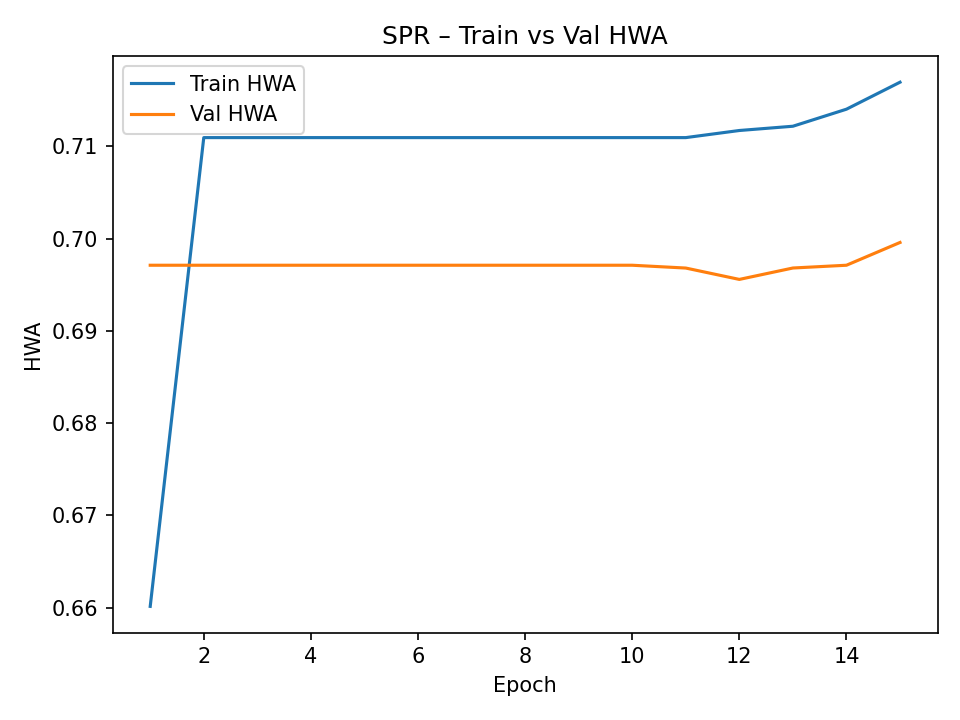 SPR – Train vs Val HWA
Train HWA
Val HWA
HWA
0.71
0.70
0.69
0.68
0.67
0.66
2 4 6 8 10 12 14
Epoch